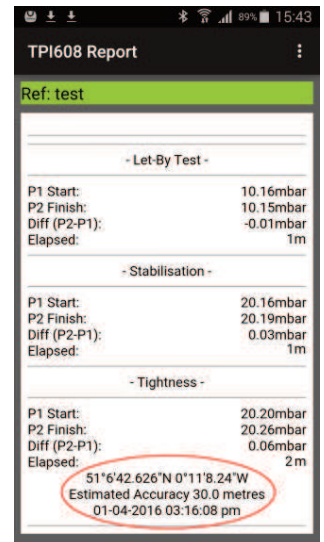 89% 15:43
TPI608 Report
Ref: test
- Let-By Test -
P1 Start: 10.16mbar
P2 Finish: 10.15mbar
Diff (P2-P1): -0.01mbar
Elapsed: 1m
- Stabilisation -
P1 Start: 20.16mbar
P2 Finish: 20.19mbar
Diff (P2-P1): 0.03mbar
Elapsed: 1m
- Tightness -
P1 Start: 20.20mbar
P2 Finish: 20.26mbar
Diff (P2-P1): 0.06mbar
Elapsed: 2m
51°6'42.626"N 0°11'8.24"W
Estimated Accuracy 30.0 metres
01-04-2016 03:16:08 pm